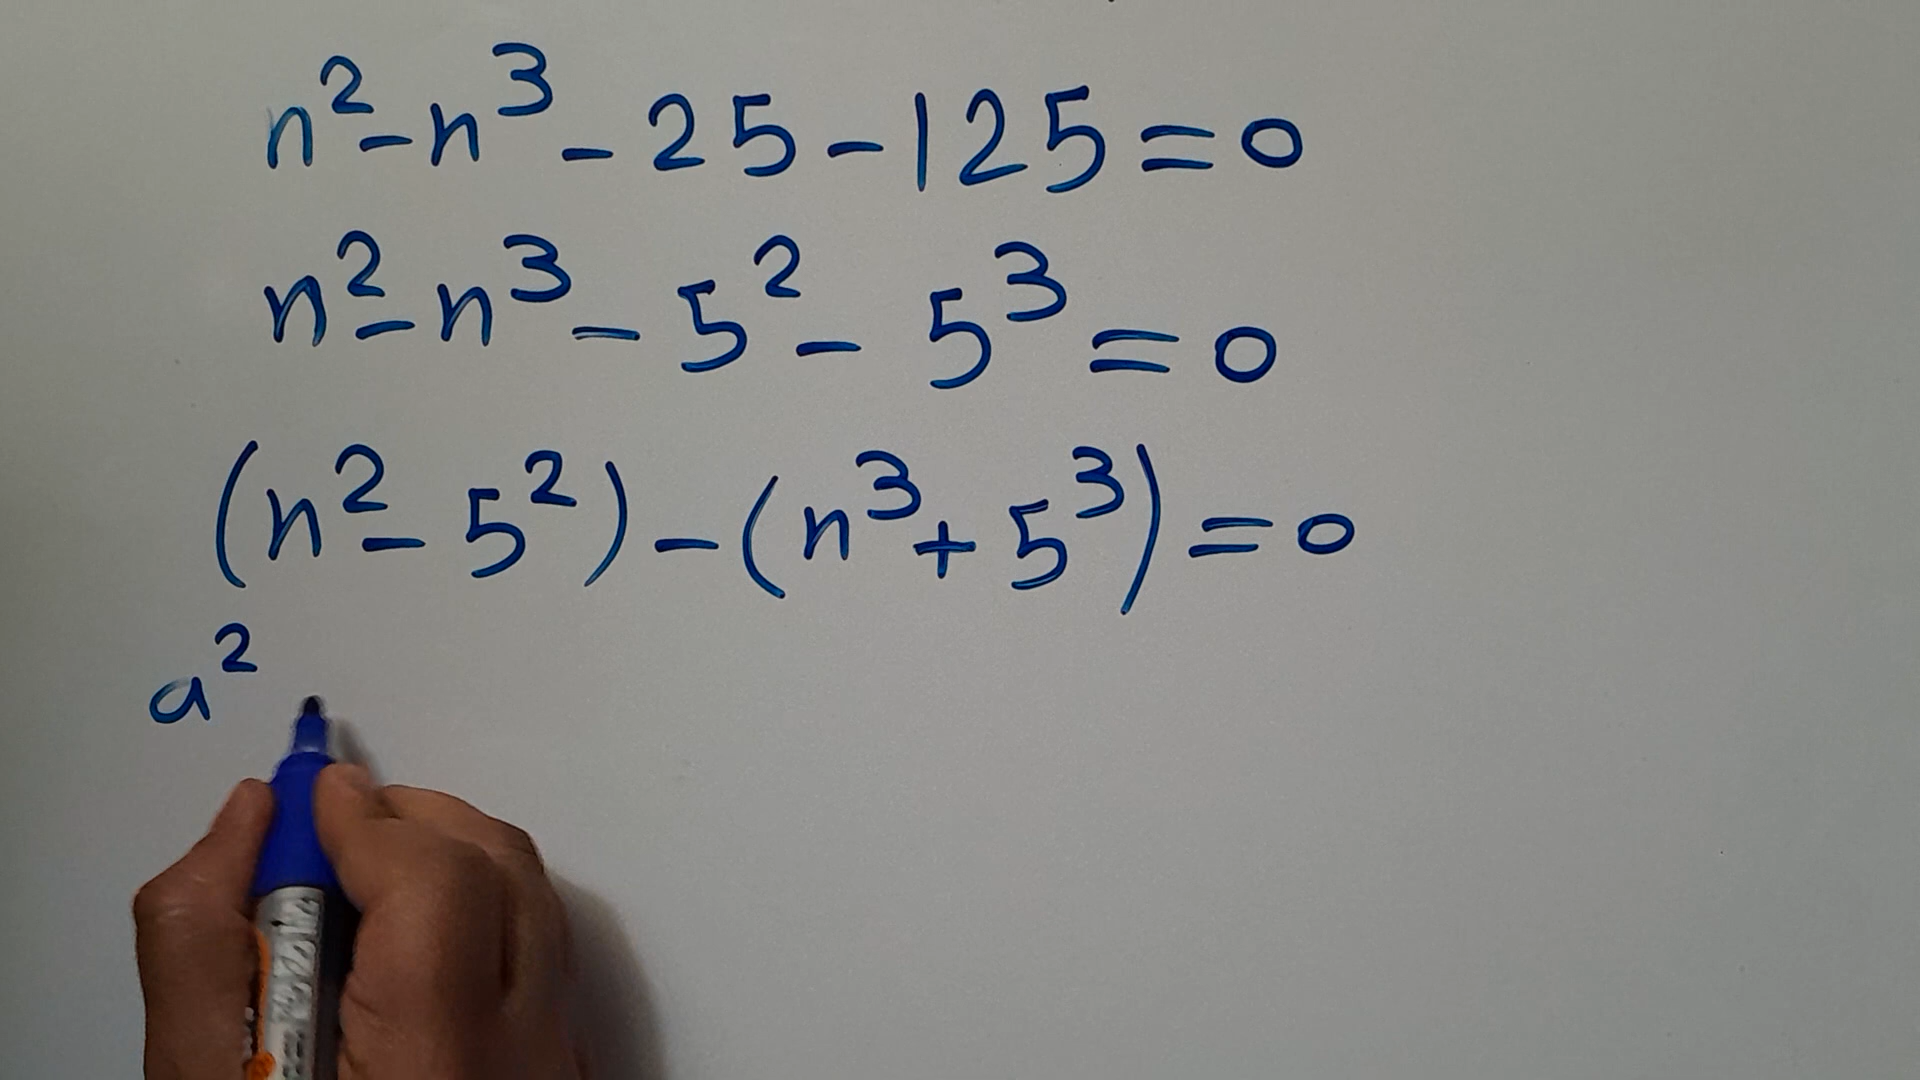 n² - n³ - 25 - 125 = 0
n² - n³ - 5² - 5³ = 0
(n² - 5²) - (n³ + 5³) = 0
a²